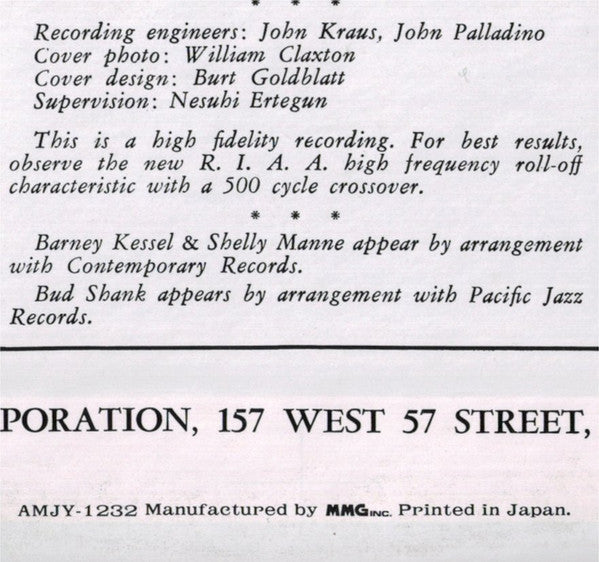 * * *
Recording engineers: John Kraus, John Palladino
Cover photo: William Claxton
Cover design: Burt Goldblatt
Supervision: Nesuhi Ertegun
This is a high fidelity recording. For best results,
observe the new R. I. A. A. high frequency roll-off
characteristic with a 500 cycle crossover.
* * *
Barney Kessel & Shelly Manne appear by arrangement
with Contemporary Records.
Bud Shank appears by arrangement with Pacific Jazz
Records.
PORATION, 157 WEST 57 STREET,
AMJY-1232 Manufactured by MMG INC. Printed in Japan.